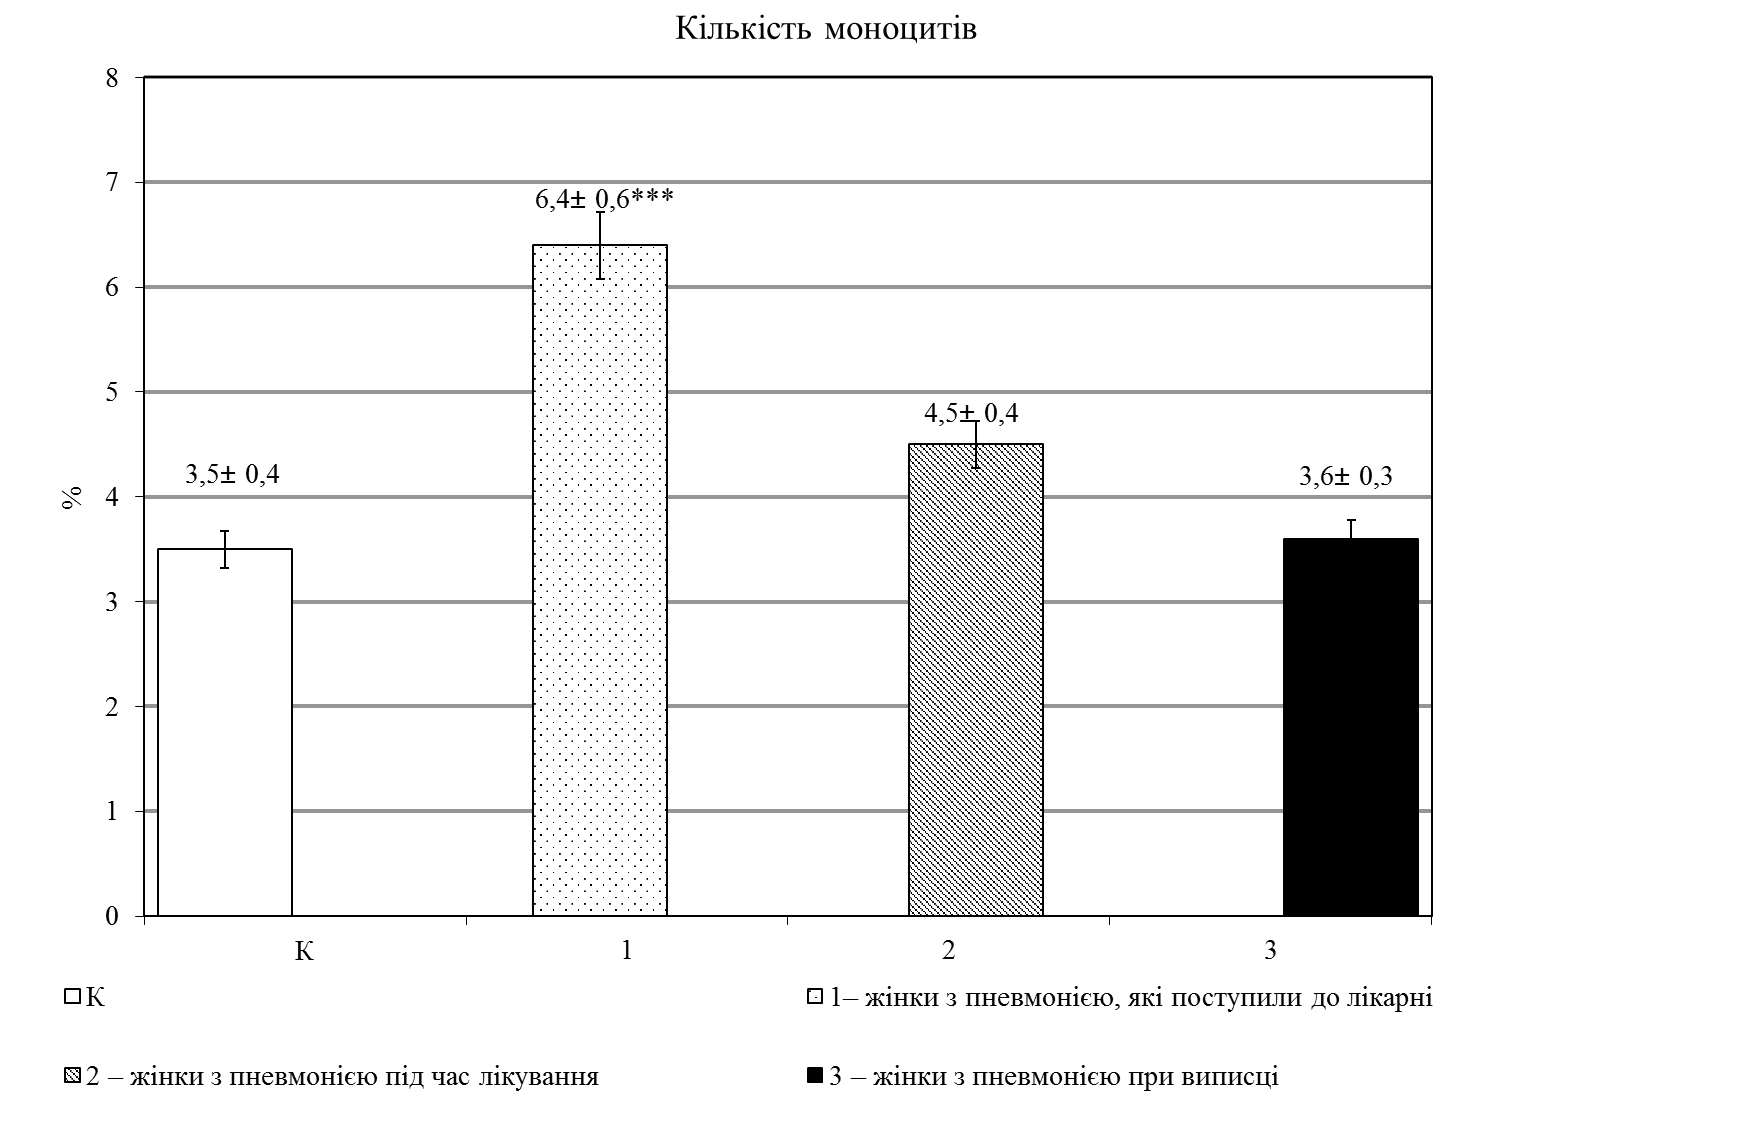 Кількість моноцитів
8
7
6,4± 0,6***
6
5
4,5± 0,4
3,5± 0,4
3,6± 0,3
4
%
3
2
1
0
К 1 2 3
К
1– жінки з пневмонією, які поступили до лікарні
2 – жінки з пневмонією під час лікування
3 – жінки з пневмонією при виписці